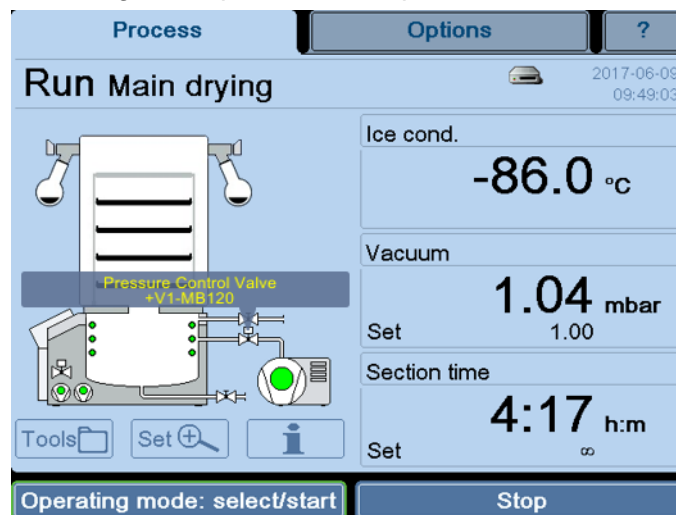 Process
Options
?
Run Main drying
2017-06-09
09:49:03
Ice cond.
-86.0 °C
Pressure Control Valve
+V1-MB120
Vacuum
1.04 mbar
Set 1.00
Section time
4:17 h:m
Set ∞
Tools
Set
i
Operating mode: select/start
Stop